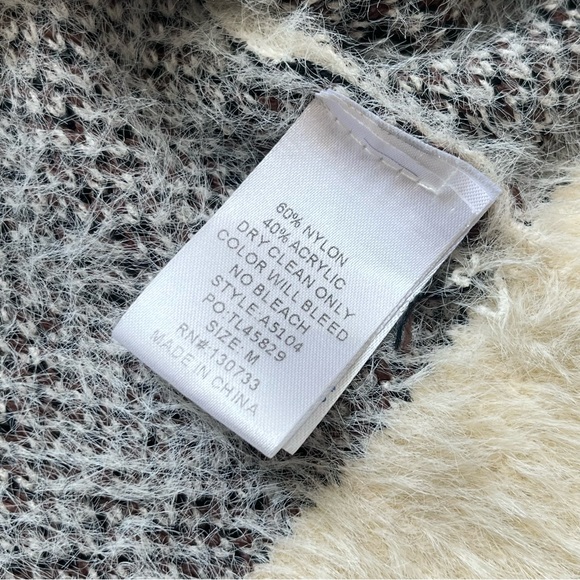 60% NYLON
40% ACRYLIC
DRY CLEAN ONLY
COLOR WILL BLEED
NO BLEACH
STYLE: A5104
PO:TL45829
SIZE: M
RN#:130733
MADE IN CHINA